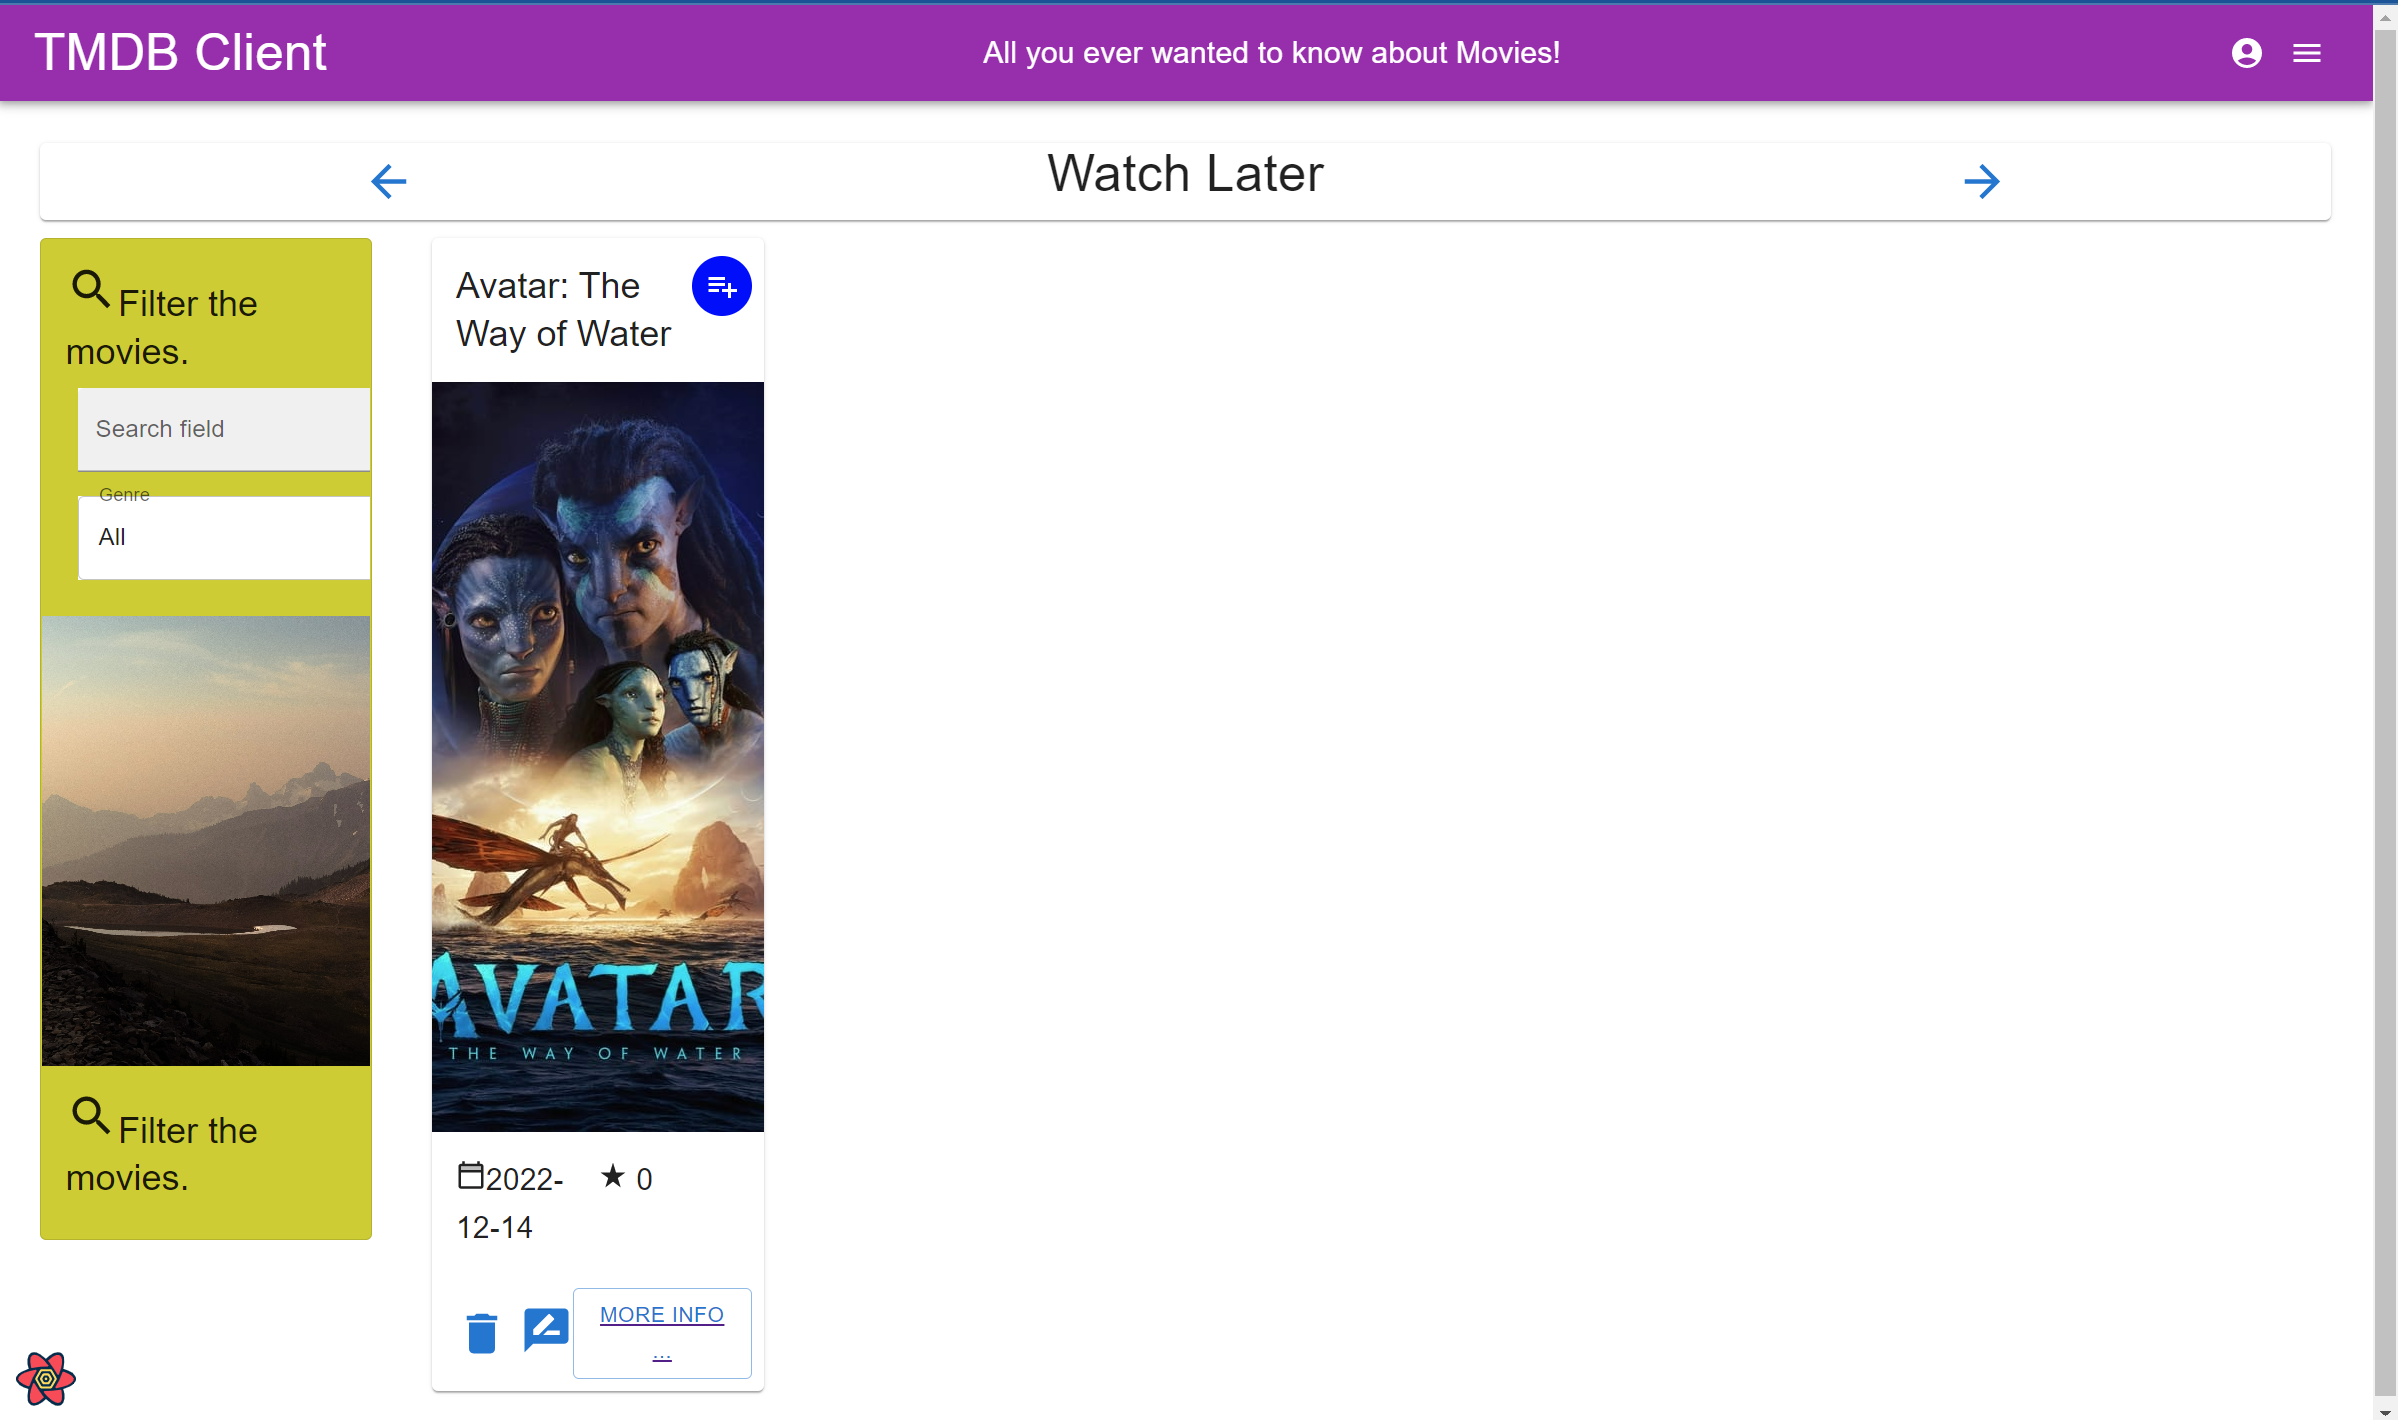 TMDB Client
All you ever wanted to know about Movies!
Watch Later
Filter the
movies.
Search field
Genre
All
Filter the
movies.
Avatar: The
Way of Water
AVATAR
THE WAY OF WATER
2022-
12-14
0
MORE INFO
...